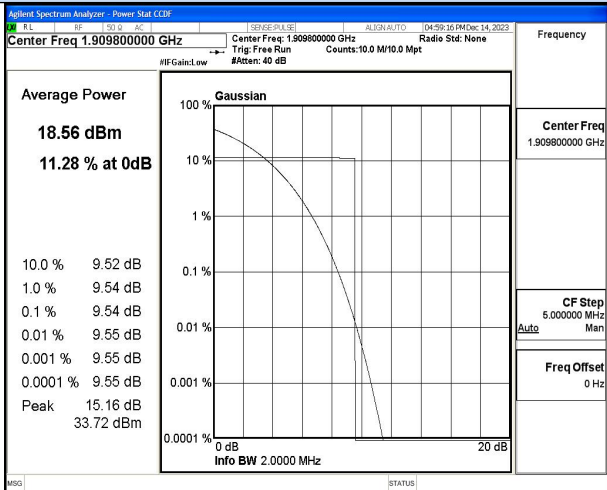 Agilent Spectrum Analyzer - Power Stat CCDF
RL RF 50 Ω AC SENSE:PULSE ALIGN AUTO 04:59:16 PM Dec 14, 2023
Center Freq 1.909800000 GHz
Center Freq: 1.909800000 GHz Radio Std: None
Trig: Free Run Counts:10.0 M/10.0 Mpt
#IFGain:Low #Atten: 40 dB
Frequency
Average Power
18.56 dBm
11.28 % at 0dB
10.0 % 9.52 dB
1.0 % 9.54 dB
0.1 % 9.54 dB
0.01 % 9.55 dB
0.001 % 9.55 dB
0.0001 % 9.55 dB
Peak 15.16 dB
33.72 dBm
Gaussian
100 %
10 %
1 %
0.1 %
0.01 %
0.001 %
0.0001 %
0 dB 20 dB
Info BW 2.0000 MHz
Center Freq
1.909800000 GHz
CF Step
5.000000 MHz
Auto Man
Freq Offset
0 Hz
MSG STATUS